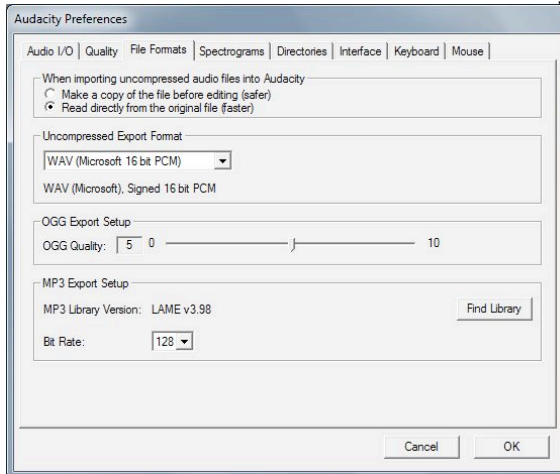 Audacity Preferences
Audio I/O Quality File Formats Spectrograms Directories Interface Keyboard Mouse
When importing uncompressed audio files into Audacity
Make a copy of the file before editing (safer)
Read directly from the original file (faster)
Uncompressed Export Format
WAV (Microsoft 16 bit PCM)
WAV (Microsoft), Signed 16 bit PCM
OGG Export Setup
OGG Quality: 5 0 10
MP3 Export Setup
MP3 Library Version: LAME v3.98 Find Library
Bit Rate: 128
Cancel OK